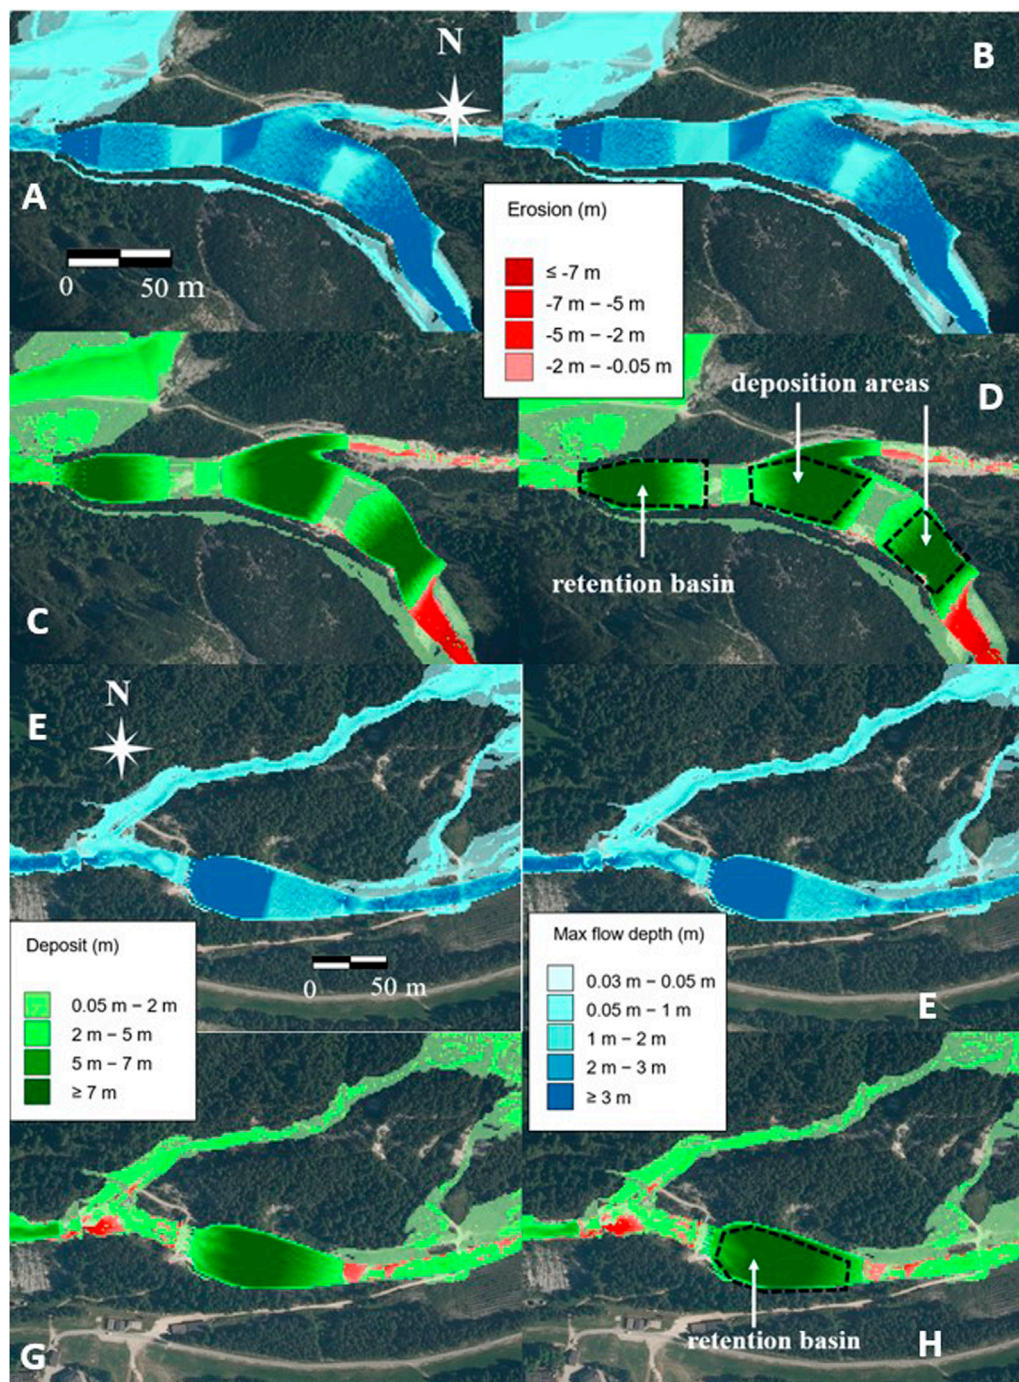 N
B
A
0
50 m
Erosion (m)
≤ -7 m
-7 m – -5 m
-5 m – -2 m
-2 m – -0.05 m
deposition areas
D
retention basin
C
E
N
0
50 m
Deposit (m)
0.05 m – 2 m
2 m – 5 m
5 m – 7 m
≥ 7 m
Max flow depth (m)
0.03 m – 0.05 m
0.05 m – 1 m
1 m – 2 m
2 m – 3 m
≥ 3 m
E
G
retention basin
H